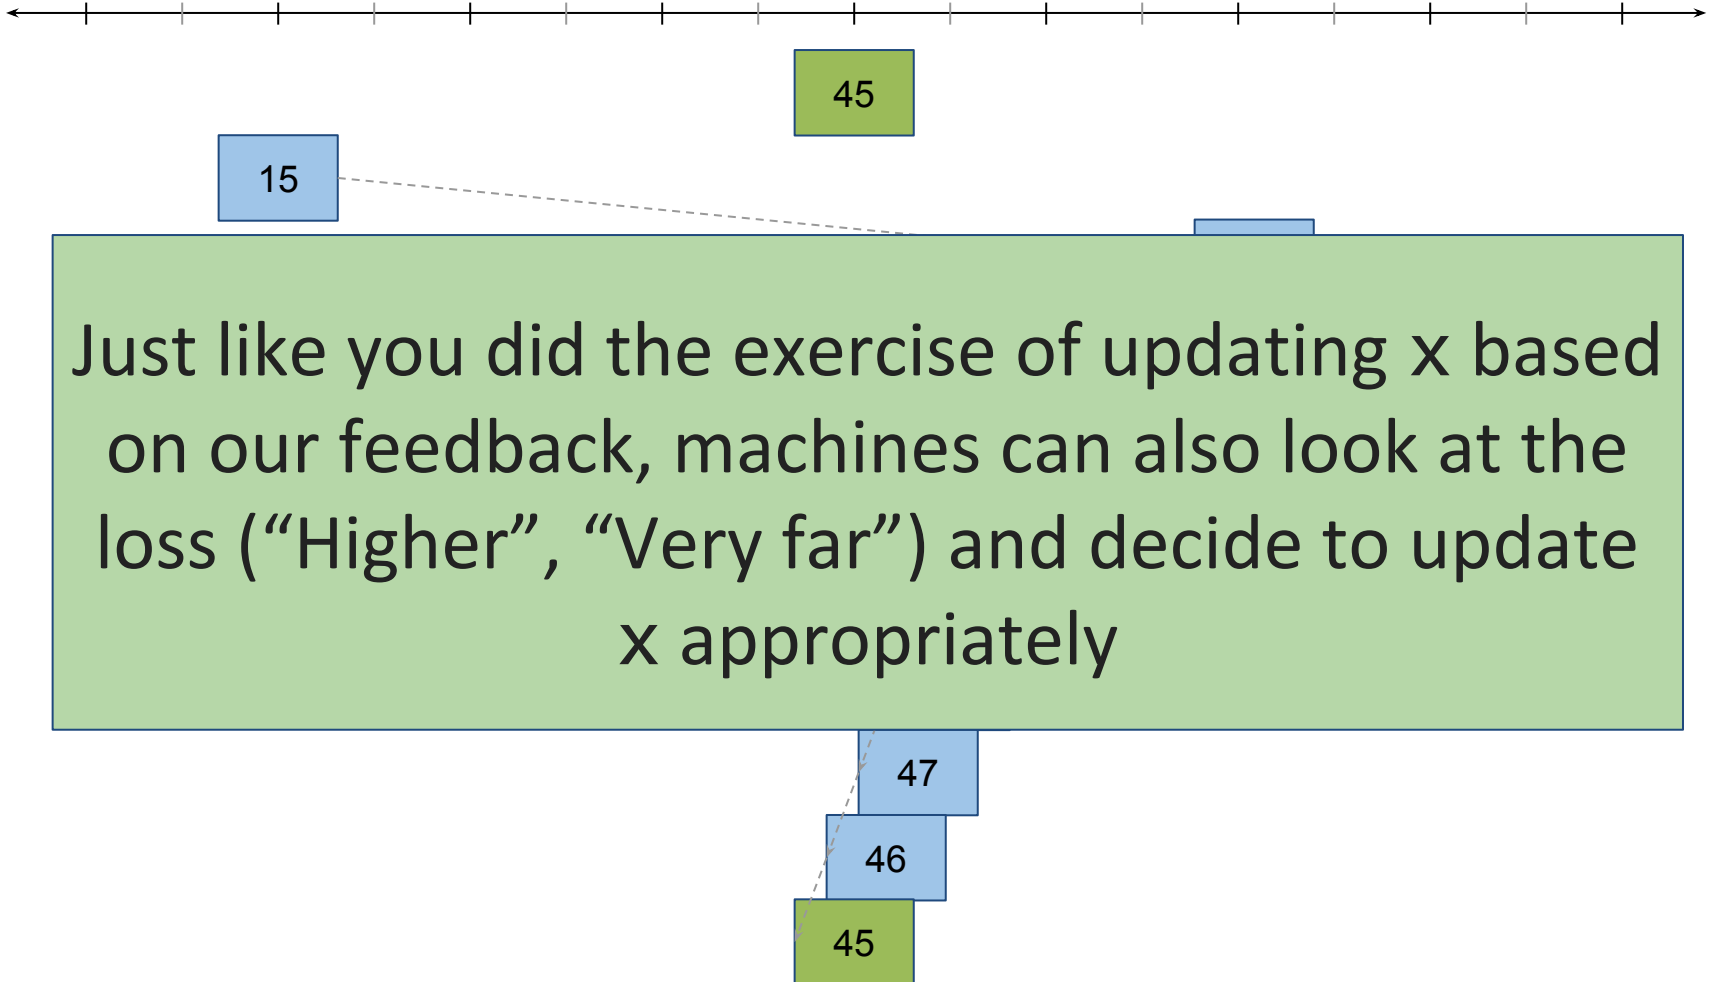 45
15
Just like you did the exercise of updating x based
on our feedback, machines can also look at the
loss (“Higher”, “Very far”) and decide to update
x appropriately
47
46
45